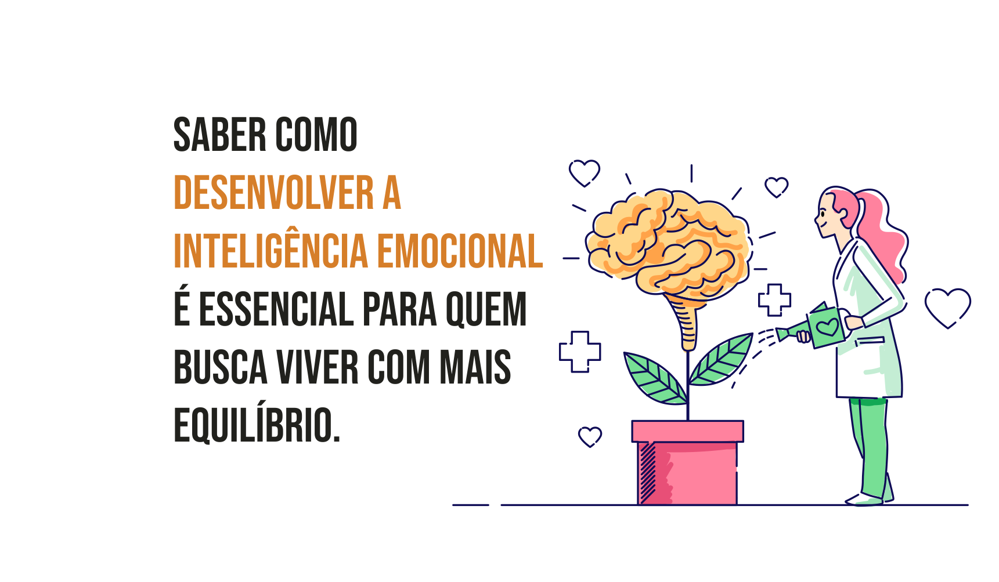 SABER COMO
DESENVOLVER A
INTELIGÊNCIA EMOCIONAL
É ESSENCIAL PARA QUEM
BUSCA VIVER COM MAIS
EQUILÍBRIO.